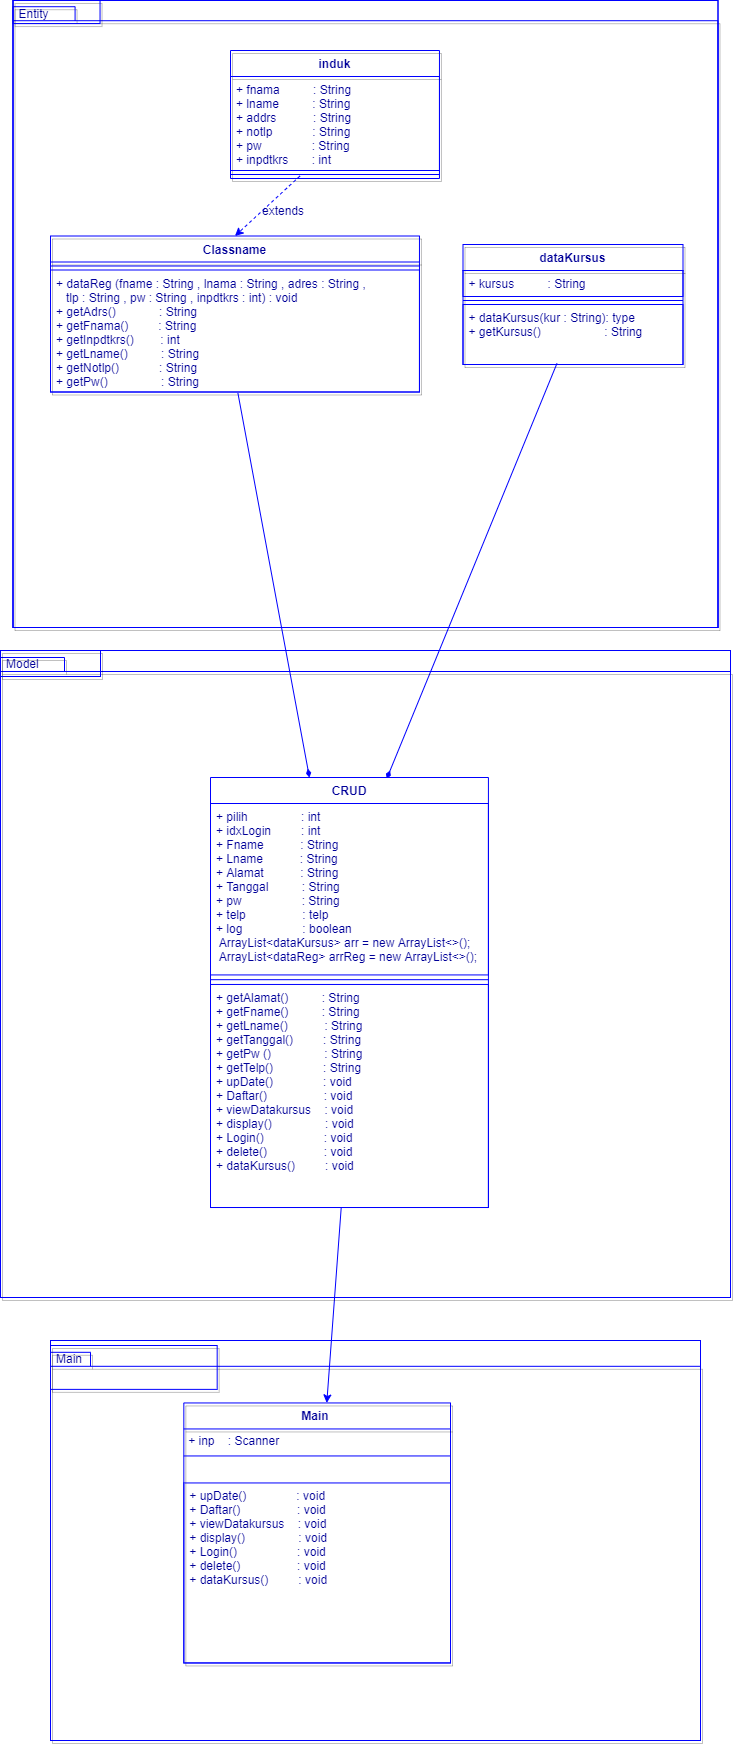 Entity
induk
+ fnama : String
+ lname : String
+ addrs : String
+ notlp : String
+ pw : String
+ inpdtkrs : int
extends
Classname
+ dataReg (fname : String , lnama : String , adres : String ,
tlp : String , pw : String , inpdtkrs : int) : void
+ getAdrs() : String
+ getFnama() : String
+ getInpdtkrs() : int
+ getLname() : String
+ getNotlp() : String
+ getPw() : String
dataKursus
+ kursus : String
+ dataKursus(kur : String): type
+ getKursus() : String
Model
CRUD
+ pilih : int
+ idxLogin : int
+ Fname : String
+ Lname : String
+ Alamat : String
+ Tanggal : String
+ pw : String
+ telp : telp
+ log : boolean
ArrayList<dataKursus> arr = new ArrayList<>();
ArrayList<dataReg> arrReg = new ArrayList<>();
+ getAlamat() : String
+ getFname() : String
+ getLname() : String
+ getTanggal() : String
+ getPw () : String
+ getTelp() : String
+ upDate() : void
+ Daftar() : void
+ viewDatakursus : void
+ display() : void
+ Login() : void
+ delete() : void
+ dataKursus() : void
Main
Main
+ inp : Scanner
+ upDate() : void
+ Daftar() : void
+ viewDatakursus : void
+ display() : void
+ Login() : void
+ delete() : void
+ dataKursus() : void